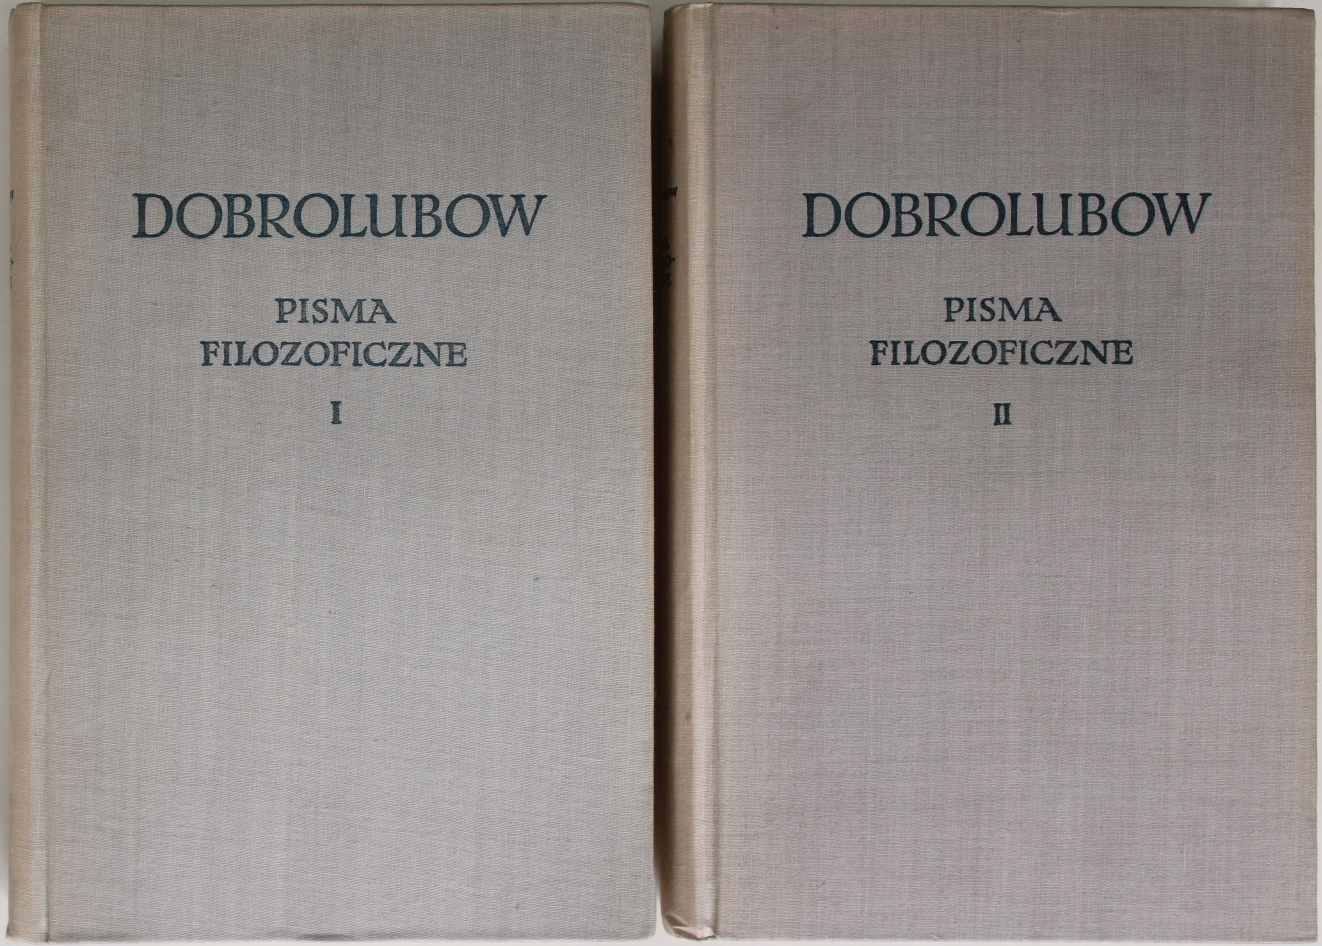 DOBROLUBOW
PISMA
FILOZOFICZNE
I
DOBROLUBOW
PISMA
FILOZOFICZNE
II